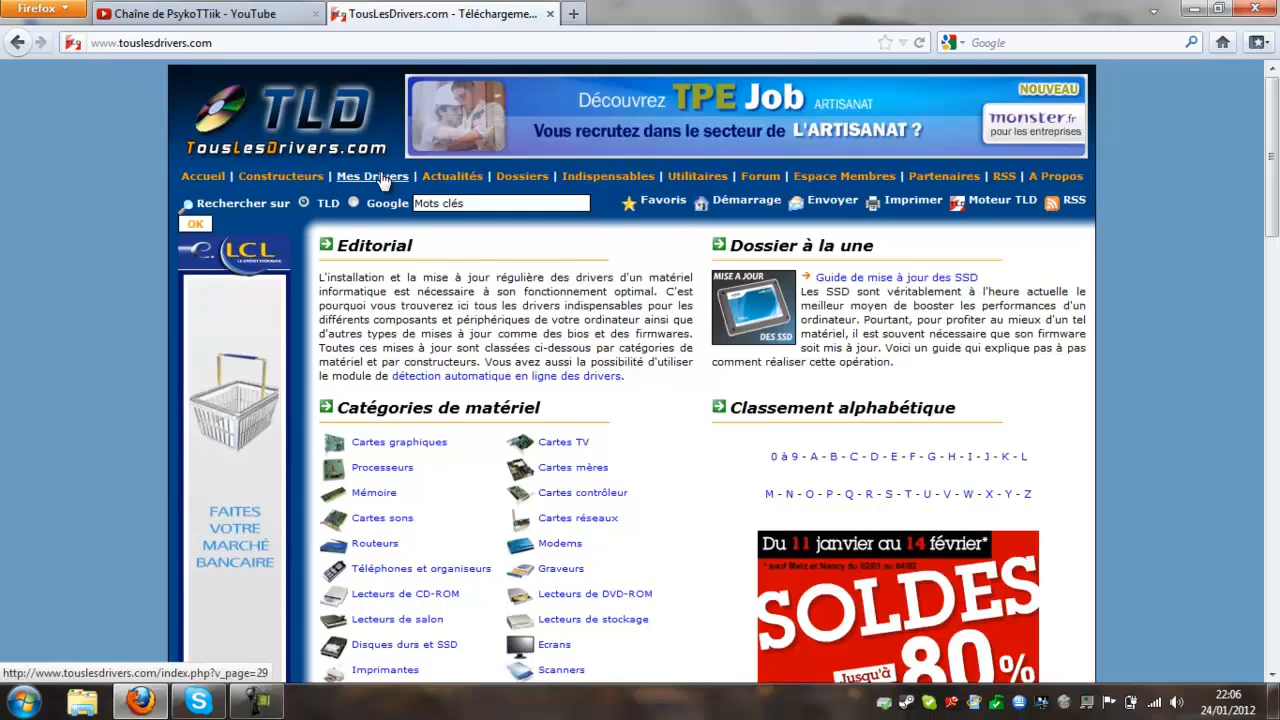 Firefox
Chaîne de PsykoTTiik - YouTube
TousLesDrivers.com - Téléchargeme...
www.touslesdrivers.com
Google
TLD
TousLesDrivers.com
Découvrez TPE Job ARTISANAT
Vous recrutez dans le secteur de L'ARTISANAT ?
NOUVEAU
monster.fr
pour les entreprises
Accueil | Constructeurs | Mes Drivers | Actualités | Dossiers | Indispensables | Utilitaires | Forum | Espace Membres | Partenaires | RSS | A Propos
Rechercher sur TLD Google Mots clés
Favoris Démarrage Envoyer Imprimer Moteur TLD RSS
OK
LCL
FAITES
VOTRE
MARCHÉ
BANCAIRE
Editorial
L'installation et la mise à jour régulière des drivers d'un matériel
informatique est nécessaire à son fonctionnement optimal. C'est
pourquoi vous trouverez ici tous les drivers indispensables pour les
différents composants et périphériques de votre ordinateur ainsi que
d'autres types de mises à jour comme des bios et des firmwares.
Toutes ces mises à jour sont classées ci-dessous par catégories de
matériel et par constructeurs. Vous avez aussi la possibilité d'utiliser
le module de détection automatique en ligne des drivers.
Dossier à la une
MISE A JOUR
DES SSD
Guide de mise à jour des SSD
Les SSD sont véritablement à l'heure actuelle le
meilleur moyen de booster les performances d'un
ordinateur. Pourtant, pour profiter au mieux d'un tel
matériel, il est souvent nécessaire que son firmware
soit mis à jour. Voici un guide qui explique pas à pas
comment réaliser cette opération.
Catégories de matériel
Cartes graphiques
Cartes TV
Processeurs
Cartes mères
Mémoire
Cartes contrôleur
Cartes sons
Cartes réseaux
Routeurs
Modems
Téléphones et organiseurs
Graveurs
Lecteurs de CD-ROM
Lecteurs de DVD-ROM
Lecteurs de salon
Lecteurs de stockage
Disques durs et SSD
Ecrans
Imprimantes
Scanners
Classement alphabétique
0 à 9 - A - B - C - D - E - F - G - H - I - J - K - L
M - N - O - P - Q - R - S - T - U - V - W - X - Y - Z
Du 11 janvier au 14 février*
* sauf Metz et Nancy du 02/01 au 04/02
SOLDES
Jusqu'à
80%
http://www.touslesdrivers.com/index.php?v_page=29
22:06
24/01/2012